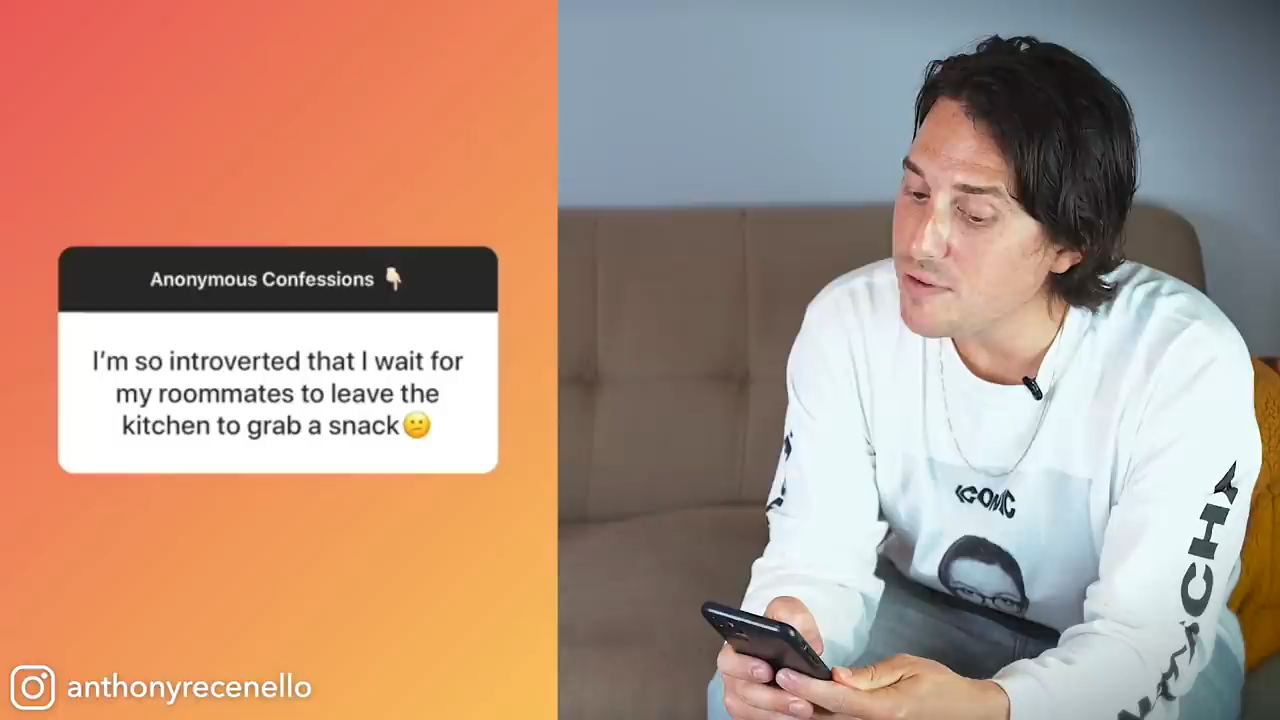 Anonymous Confessions 👇🏻
I'm so introverted that I wait for
my roommates to leave the
kitchen to grab a snack😕
anthonyrecenello
ICONIC